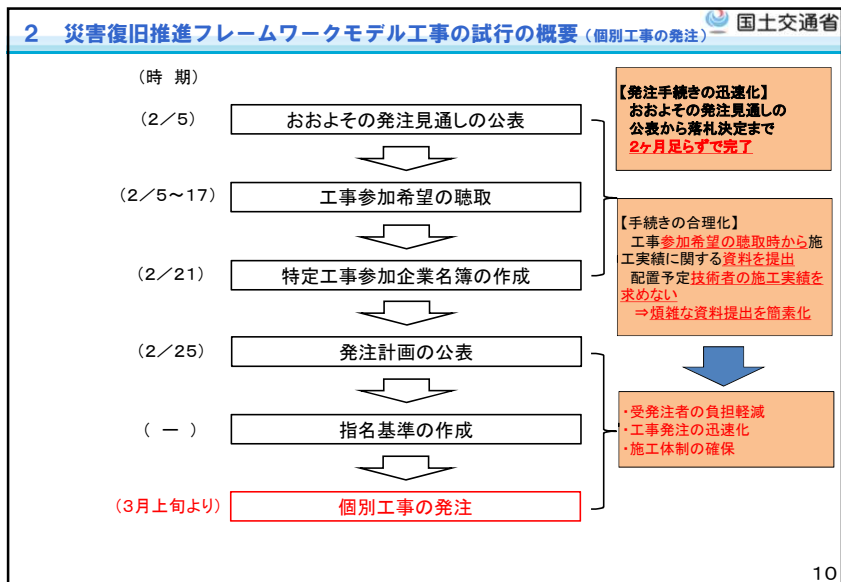 2 災害復旧推進フレームワークモデル工事の試行の概要(個別工事の発注)
国土交通省
(時 期)
(2/5)
おおよその発注見通しの公表
(2/5~17)
工事参加希望の聴取
(2/21)
特定工事参加企業名簿の作成
(2/25)
発注計画の公表
( ー )
指名基準の作成
(3月上旬より)
個別工事の発注
【発注手続きの迅速化】
おおよその発注見通しの
公表から落札決定まで
2ヶ月足らずで完了
【手続きの合理化】
工事参加希望の聴取時から施
工実績に関する資料を提出
配置予定技術者の施工実績を
求めない
⇒煩雑な資料提出を簡素化
・受発注者の負担軽減
・工事発注の迅速化
・施工体制の確保
10